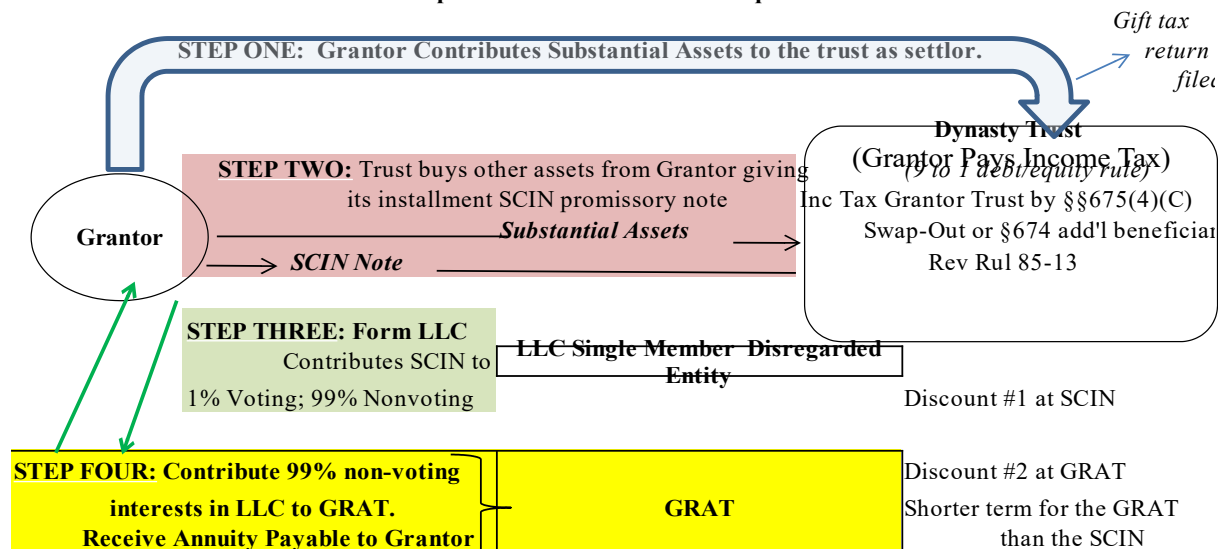 Gift tax
return
STEP ONE: Grantor Contributes Substantial Assets to the trust as settlor.
Dynasty Trust
(Grantor Pays Income Tax)
(9 to 1 debt/equity rule)
Inc Tax Grantor Trust by §§675(4)(C)
Swap-Out or §674 add'l
Rev Rul 85-13
STEP TWO: Trust buys other assets from Grantor giving
its installment SCIN promissory note
Grantor
Substantial Assets
SCIN Note
STEP THREE: Form LLC
Contributes SCIN to
1% Voting; 99% Nonvoting
LLC Single Member Disregarded
Entity
Discount #1 at SCIN
STEP FOUR: Contribute 99% non-voting
interests in LLC to GRAT.
Receive Annuity Payable to Grantor
GRAT
Discount #2 at GRAT
Shorter term for the GRAT
than the SCIN